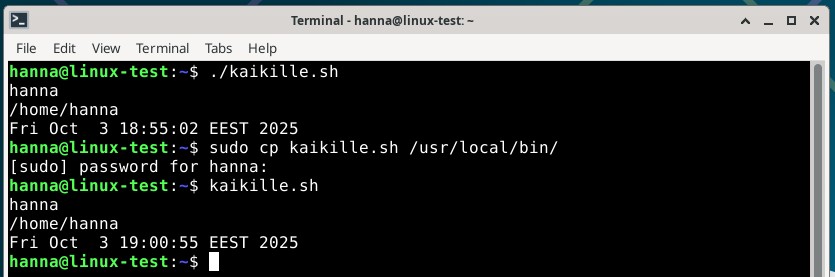 Terminal - hanna@linux-test: ~
File Edit View Terminal Tabs Help
hanna@linux-test:~$ ./kaikille.sh
hanna
/home/hanna
Fri Oct  3 18:55:02 EEST 2025
hanna@linux-test:~$ sudo cp kaikille.sh /usr/local/bin/
[sudo] password for hanna:
hanna@linux-test:~$ kaikille.sh
hanna
/home/hanna
Fri Oct  3 19:00:55 EEST 2025
hanna@linux-test:~$